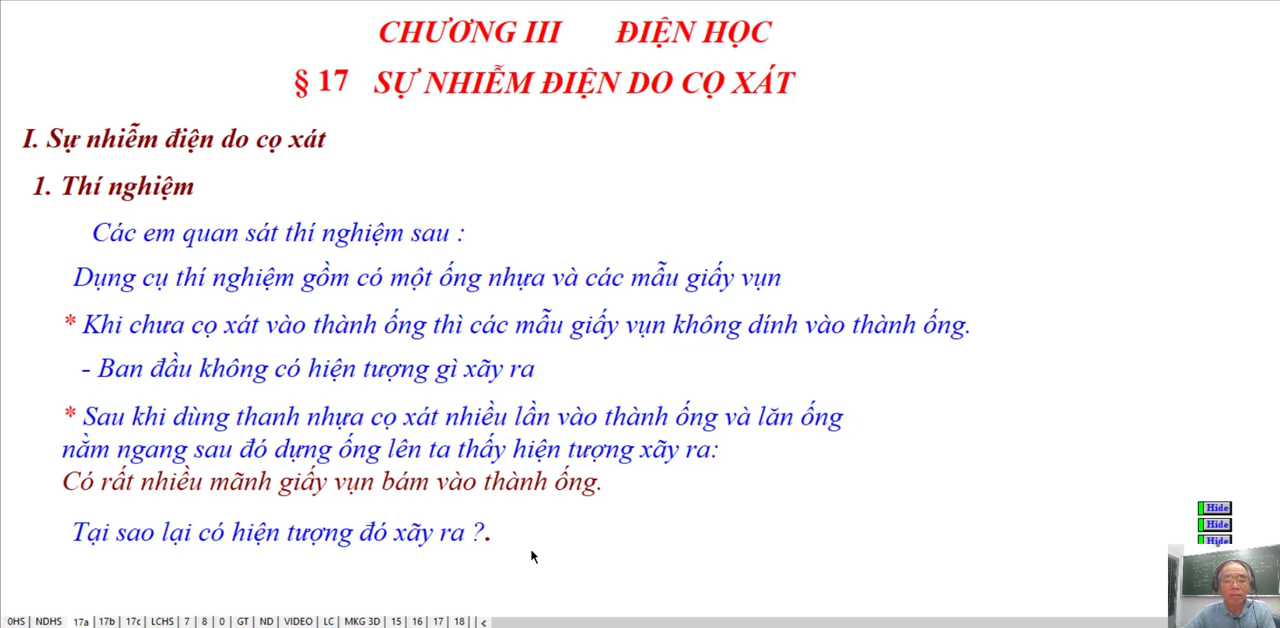 CHƯƠNG III ĐIỆN HỌC
§ 17 SỰ NHIỄM ĐIỆN DO CỌ XÁT
I. Sự nhiễm điện do cọ xát
1. Thí nghiệm
Các em quan sát thí nghiệm sau :
Dụng cụ thí nghiệm gồm có một ống nhựa và các mẫu giấy vụn
* Khi chưa cọ xát vào thành ống thì các mẫu giấy vụn không dính vào thành ống.
- Ban đầu không có hiện tượng gì xãy ra
* Sau khi dùng thanh nhựa cọ xát nhiều lần vào thành ống và lăn ống
nằm ngang sau đó dựng ống lên ta thấy hiện tượng xãy ra:
Có rất nhiều mãnh giấy vụn bám vào thành ống.
Tại sao lại có hiện tượng đó xãy ra ?.
Hide
Hide
Hide
0HS | NDHS | 17a | 17b | 17c | LCHS | 7 | 8 | 0 | GT | ND | VIDEO | LC | MKG 3D | 15 | 16 | 17 | 18 | | <